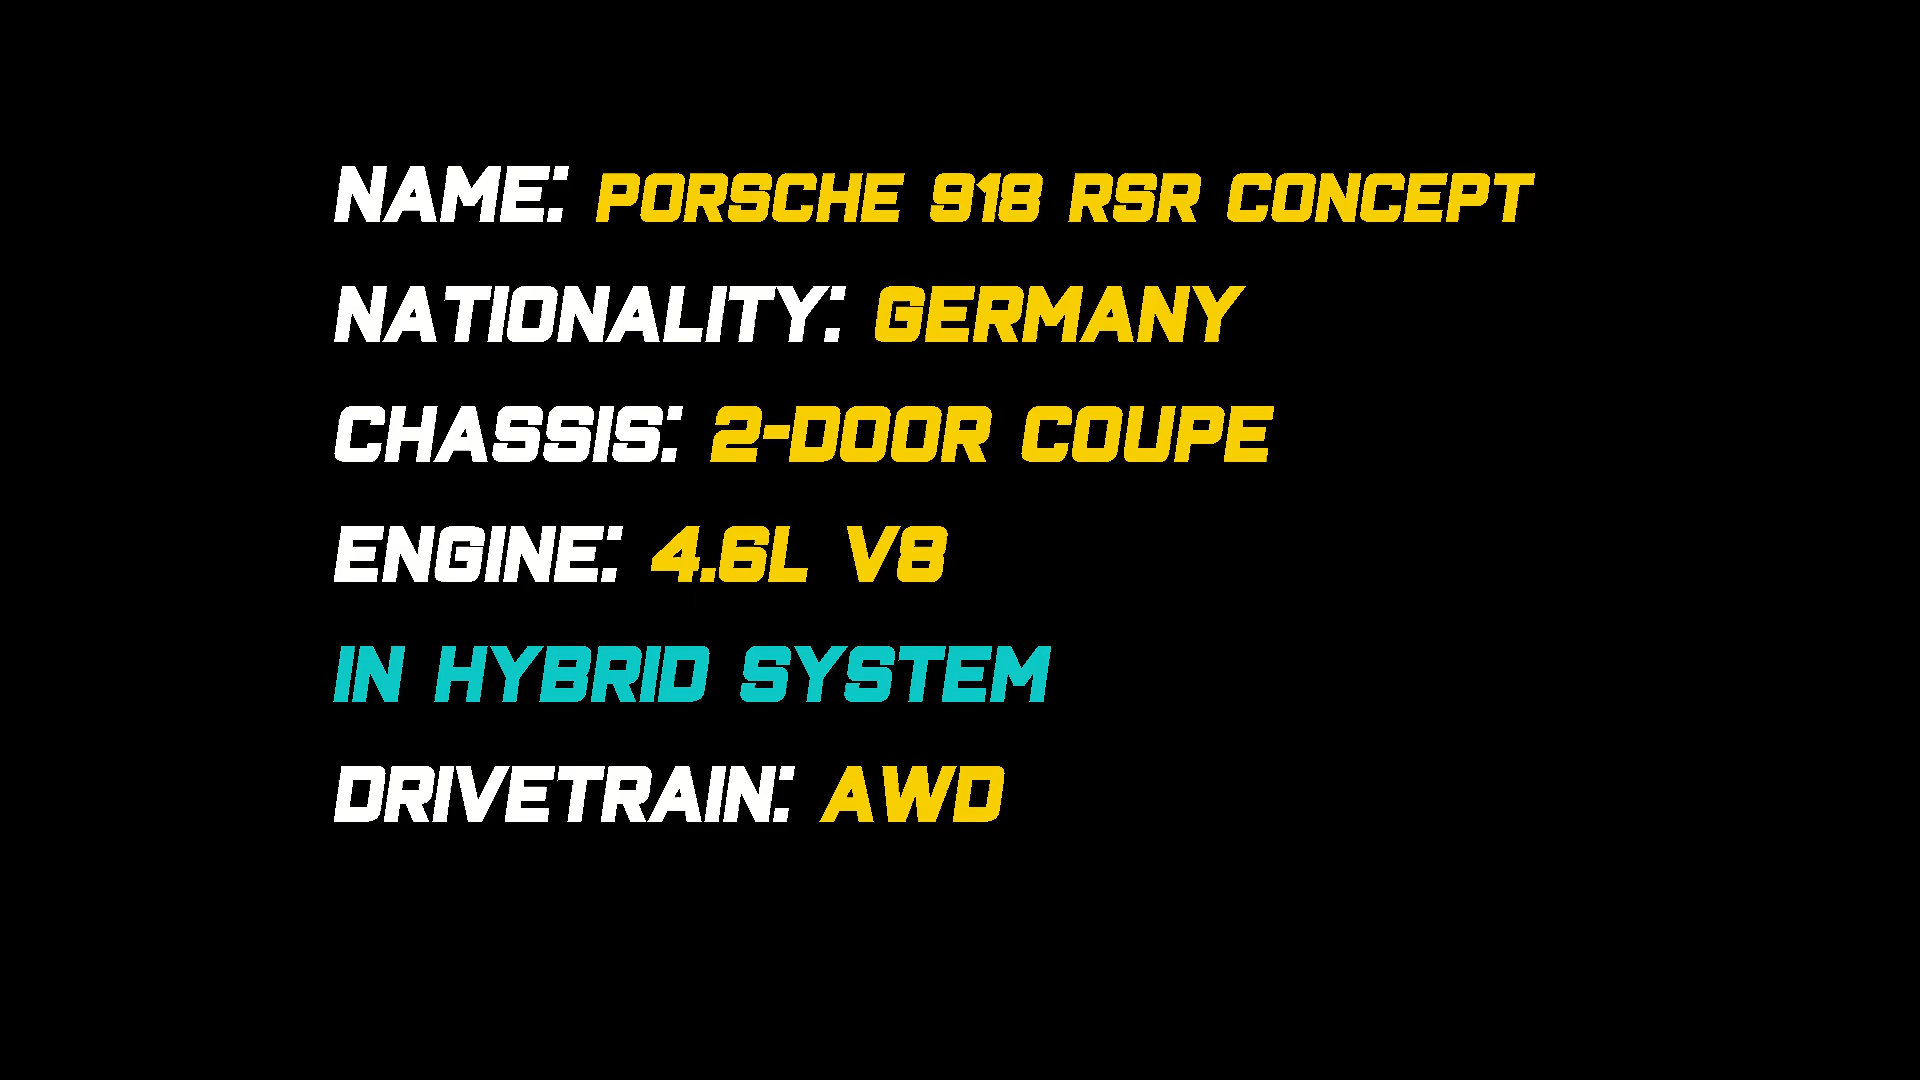 NAME: PORSCHE 918 RSR CONCEPT
NATIONALITY: GERMANY
CHASSIS: 2-DOOR COUPE
ENGINE: 4.6L V8
IN HYBRID SYSTEM
DRIVETRAIN: AWD